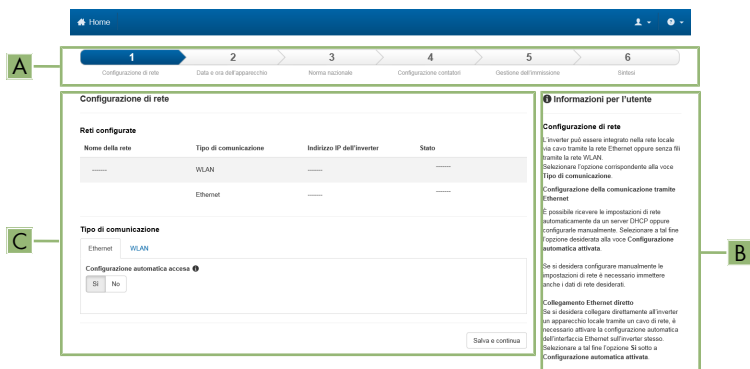 Home
A
1 2 3 4 5 6
Configurazione di rete Data e ora dell'apparecchio Norma nazionale Configurazione contatori Gestione dell'immissione Sintesi
Configurazione di rete
Reti configurate
Nome della rete Tipo di comunicazione Indirizzo IP dell'inverter Stato
------- WLAN ------- -------
Ethernet ------- -------
C
Tipo di comunicazione
Ethernet WLAN
Configurazione automatica accesa
Sì No
Salva e continua
Informazioni per l'utente
Configurazione di rete
L'inverter può essere integrato nella rete locale
via cavo tramite la rete Ethernet oppure senza fili
tramite la rete WLAN.
Selezionare l'opzione corrispondente alla voce
Tipo di comunicazione.
Configurazione della comunicazione tramite
Ethernet
È possibile ricevere le impostazioni di rete
automaticamente da un server DHCP oppure
configurarle manualmente. Selezionare a tal fine
l'opzione desiderata alla voce Configurazione
automatica attivata.
Se si desidera configurare manualmente le
impostazioni di rete è necessario immettere
anche i dati di rete desiderati.
Collegamento Ethernet diretto
Se si desidera collegare direttamente all'inverter
un apparecchio locale tramite un cavo di rete, è
necessario attivare la configurazione automatica
dell'interfaccia Ethernet sull'inverter stesso.
Selezionare a tal fine l'opzione Sì sotto a
Configurazione automatica attivata.
B